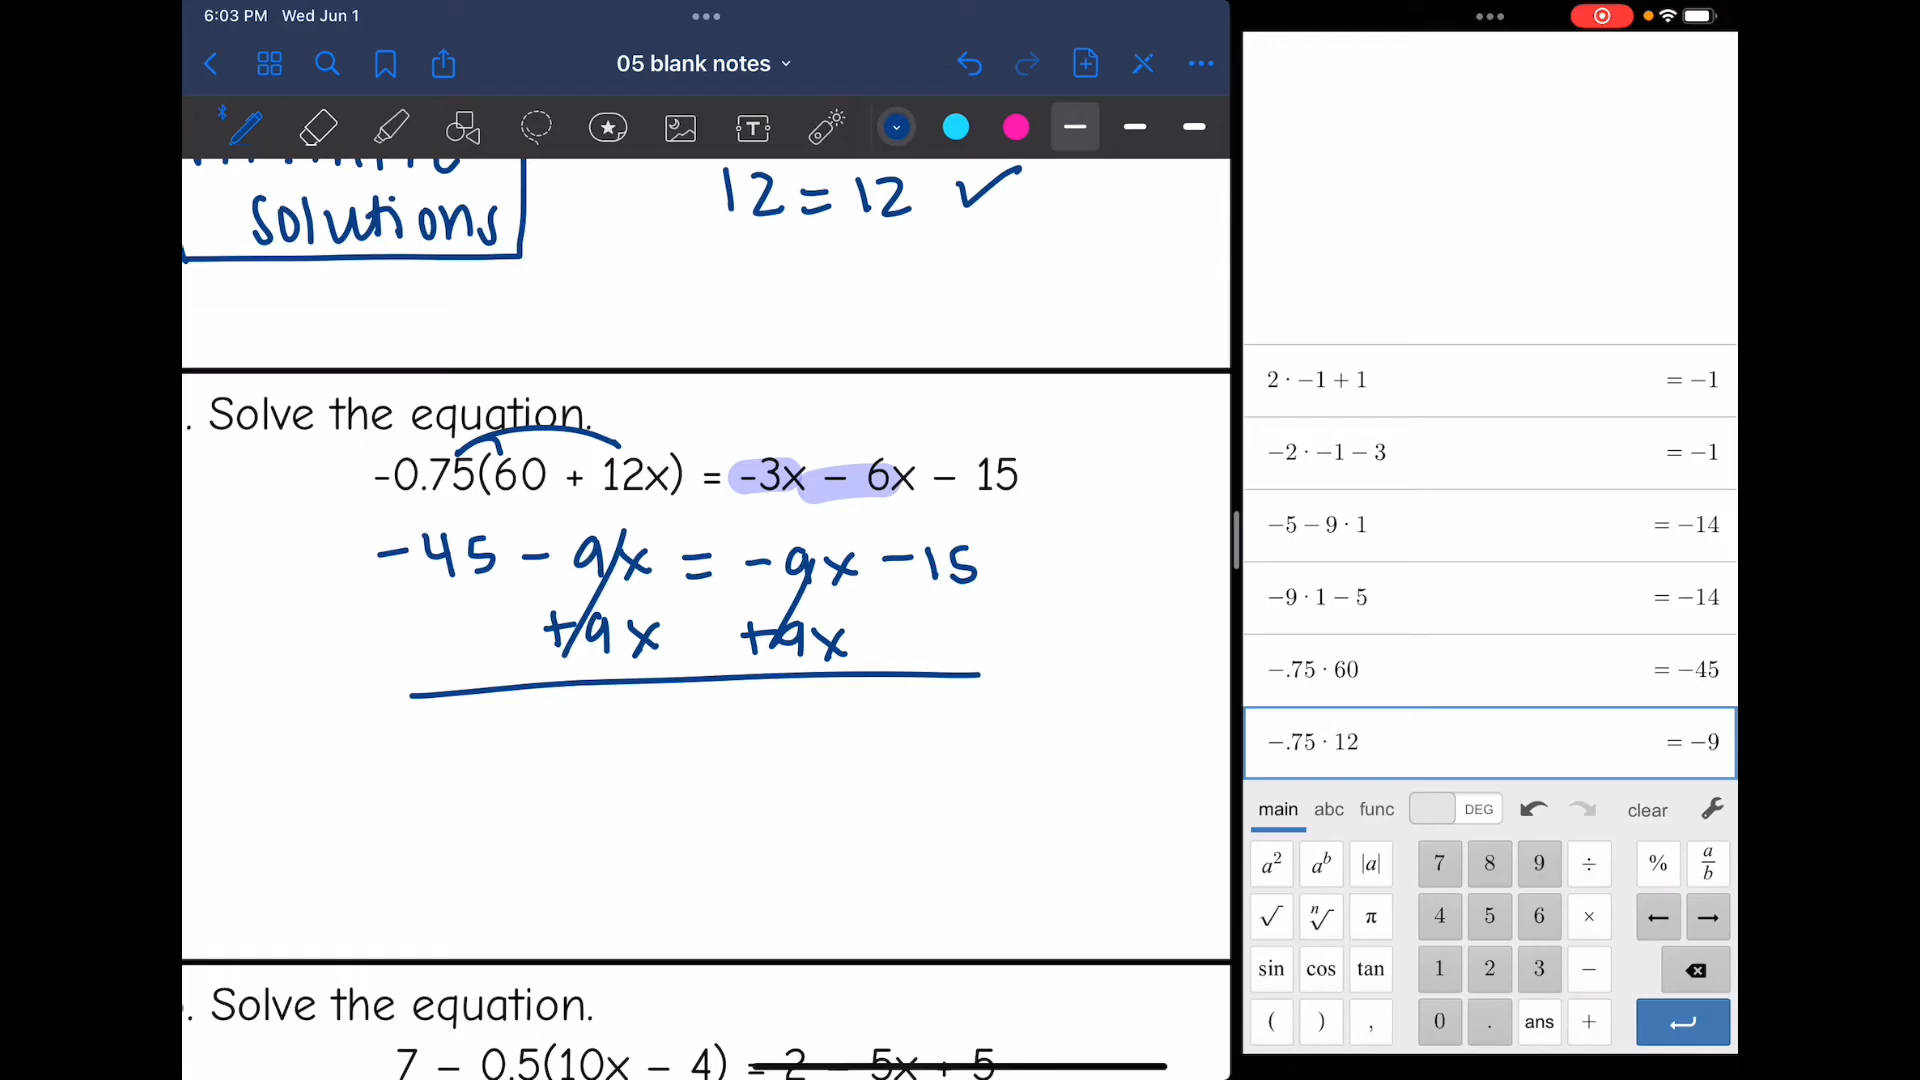 6:03 PM Wed Jun 1
05 blank notes
T
solutions
12 = 12 ✓
. Solve the equation.
-0.75(60 + 12x) = -3x – 6x – 15
-45 - 9x = -9x -15
+9x +9x
. Solve the equation.
7 – 0.5(10x – 4) = 2 – 5x + 5
2 · −1 + 1 = −1
−2 · −1 − 3 = −1
−5 − 9 · 1 = −14
−9 · 1 − 5 = −14
−.75 · 60 = −45
−.75 · 12 = −9
main abc func DEG clear
a² aᵇ |a| 7 8 9 ÷ % a/b
√ ⁿ√ π 4 5 6 × ← →
sin cos tan 1 2 3 −
( ) , 0 . ans +